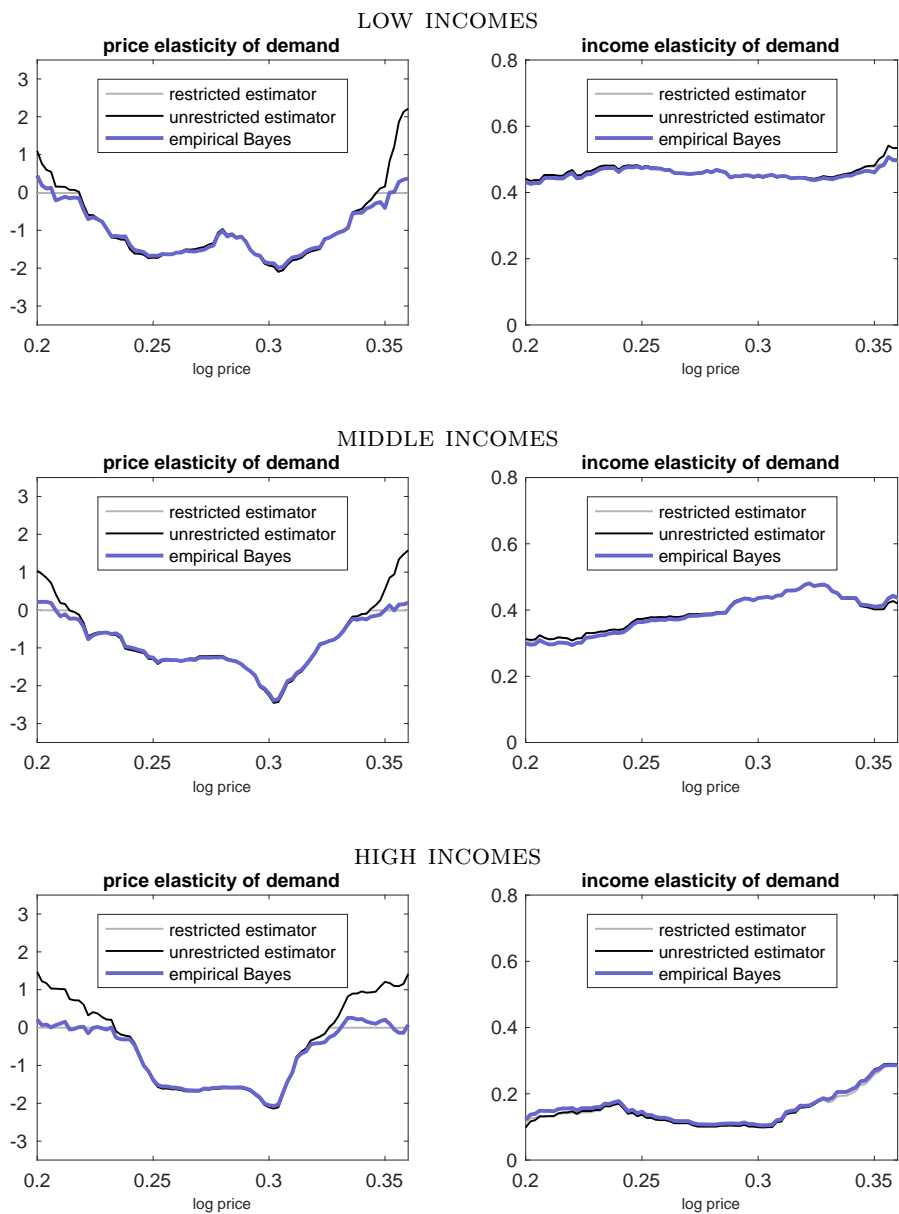 LOW INCOMES
price elasticity of demand
3
2
1
0
-1
-2
-3
restricted estimator
unrestricted estimator
empirical Bayes
0.2
0.25
0.3
0.35
log price
income elasticity of demand
0.8
0.6
0.4
0.2
0
restricted estimator
unrestricted estimator
empirical Bayes
0.2
0.25
0.3
0.35
log price
MIDDLE INCOMES
price elasticity of demand
3
2
1
0
-1
-2
-3
restricted estimator
unrestricted estimator
empirical Bayes
0.2
0.25
0.3
0.35
log price
income elasticity of demand
0.8
0.6
0.4
0.2
0
restricted estimator
unrestricted estimator
empirical Bayes
0.2
0.25
0.3
0.35
log price
HIGH INCOMES
price elasticity of demand
3
2
1
0
-1
-2
-3
restricted estimator
unrestricted estimator
empirical Bayes
0.2
0.25
0.3
0.35
log price
income elasticity of demand
0.8
0.6
0.4
0.2
0
restricted estimator
unrestricted estimator
empirical Bayes
0.2
0.25
0.3
0.35
log price